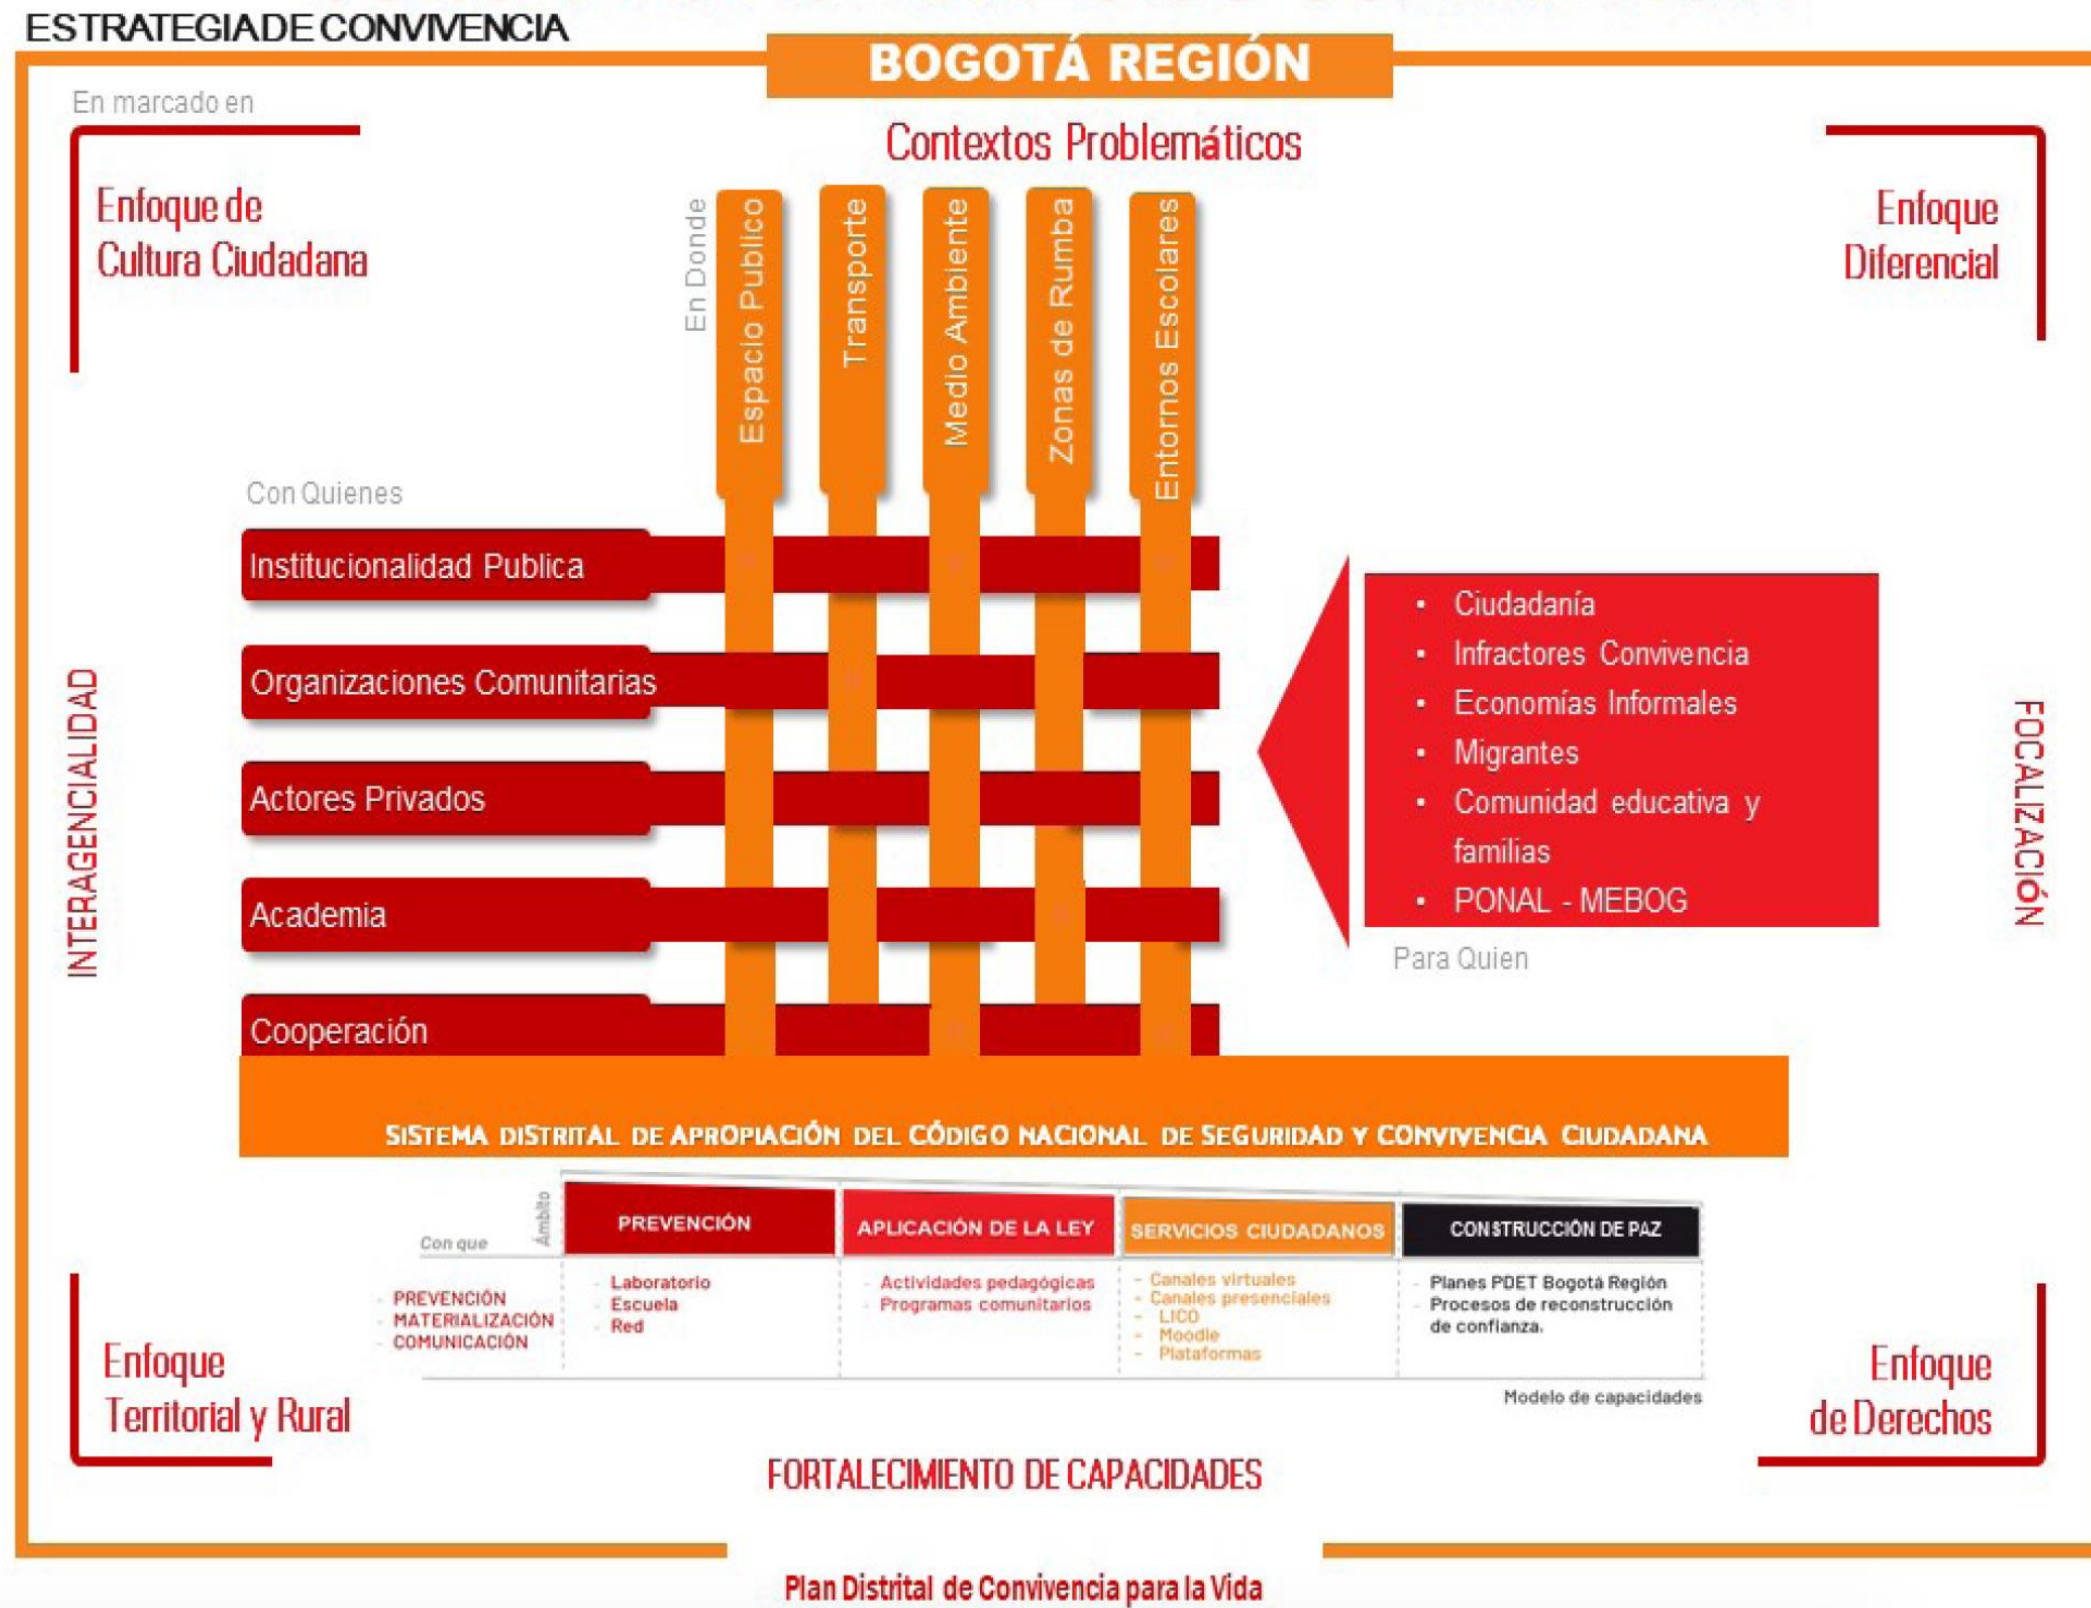 ESTRATEGIA DE CONVIVENCIA
BOGOTÁ REGIÓN
En marcado en
Contextos Problemáticos
Enfoque de
Cultura Ciudadana
Enfoque
Diferencial
En Donde
Espacio Publico
Transporte
Medio Ambiente
Zonas de Rumba
Entornos Escolares
Con Quienes
Institucionalidad Publica
Organizaciones Comunitarias
Actores Privados
Academia
Cooperación
INTERAGENCIALIDAD
• Ciudadanía
• Infractores Convivencia
• Economías Informales
• Migrantes
• Comunidad educativa y
familias
• PONAL - MEBOG
Para Quien
FOCALIZACIÓN
SISTEMA DISTRITAL DE APROPIACIÓN DEL CÓDIGO NACIONAL DE SEGURIDAD Y CONVIVENCIA CIUDADANA
Con que
Ámbito
PREVENCIÓN
APLICACIÓN DE LA LEY
SERVICIOS CIUDADANOS
CONSTRUCCIÓN DE PAZ
- PREVENCIÓN
- MATERIALIZACIÓN
- COMUNICACIÓN
- Laboratorio
- Escuela
- Red
- Actividades pedagógicas
- Programas comunitarios
- Canales virtuales
- Canales presenciales
- LICO
- Moodle
- Plataformas
- Planes PDET Bogotá Región
- Procesos de reconstrucción
de confianza.
Modelo de capacidades
Enfoque
Territorial y Rural
Enfoque
de Derechos
FORTALECIMIENTO DE CAPACIDADES
Plan Distrital de Convivencia para la Vida